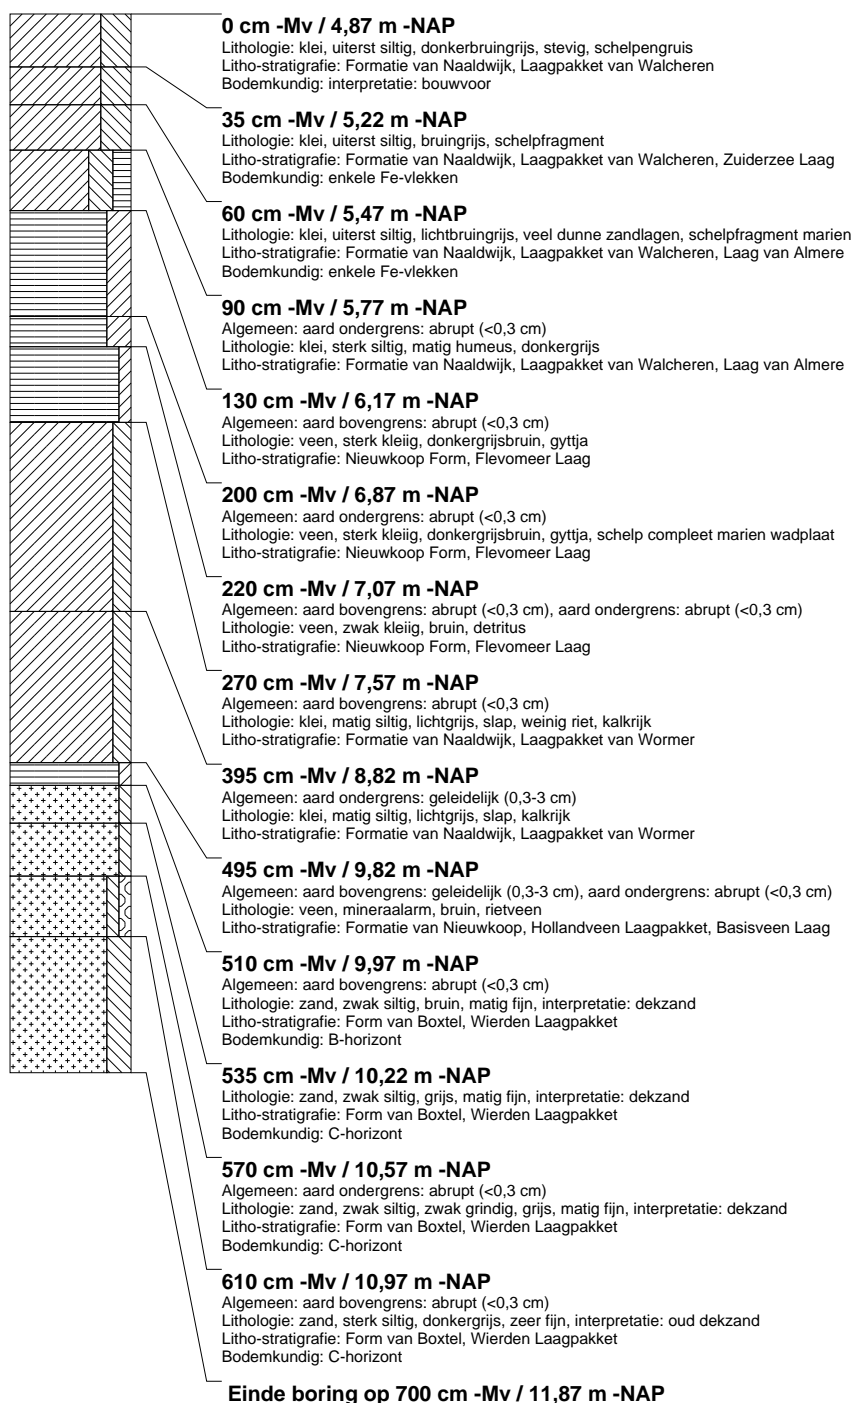 0 cm -Mv / 4,87 m -NAP
Lithologie: klei, uiterst siltig, donkerbruingrijs, stevig, schelpengruis
Litho-stratigrafie: Formatie van Naaldwijk, Laagpakket van Walcheren
Bodemkundig: interpretatie: bouwvoor
35 cm -Mv / 5,22 m -NAP
Lithologie: klei, uiterst siltig, bruingrijs, schelpfragment
Litho-stratigrafie: Formatie van Naaldwijk, Laagpakket van Walcheren, Zuiderzee Laag
Bodemkundig: enkele Fe-vlekken
60 cm -Mv / 5,47 m -NAP
Lithologie: klei, uiterst siltig, lichtbruingrijs, veel dunne zandlagen, schelpfragment marien
Litho-stratigrafie: Formatie van Naaldwijk, Laagpakket van Walcheren, Laag van Almere
Bodemkundig: enkele Fe-vlekken
90 cm -Mv / 5,77 m -NAP
Algemeen: aard ondergrens: abrupt (<0,3 cm)
Lithologie: klei, sterk siltig, matig humeus, donkergrijs
Litho-stratigrafie: Formatie van Naaldwijk, Laagpakket van Walcheren, Laag van Almere
130 cm -Mv / 6,17 m -NAP
Algemeen: aard bovengrens: abrupt (<0,3 cm)
Lithologie: veen, sterk kleiig, donkergrijsbruin, gyttja
Litho-stratigrafie: Nieuwkoop Form, Flevomeer Laag
200 cm -Mv / 6,87 m -NAP
Algemeen: aard ondergrens: abrupt (<0,3 cm)
Lithologie: veen, sterk kleiig, donkergrijsbruin, gyttja, schelp compleet marien wadplaat
Litho-stratigrafie: Nieuwkoop Form, Flevomeer Laag
220 cm -Mv / 7,07 m -NAP
Algemeen: aard bovengrens: abrupt (<0,3 cm), aard ondergrens: abrupt (<0,3 cm)
Lithologie: veen, zwak kleiig, bruin, detritus
Litho-stratigrafie: Nieuwkoop Form, Flevomeer Laag
270 cm -Mv / 7,57 m -NAP
Algemeen: aard bovengrens: abrupt (<0,3 cm)
Lithologie: klei, matig siltig, lichtgrijs, slap, weinig riet, kalkrijk
Litho-stratigrafie: Formatie van Naaldwijk, Laagpakket van Wormer
395 cm -Mv / 8,82 m -NAP
Algemeen: aard ondergrens: geleidelijk (0,3-3 cm)
Lithologie: klei, matig siltig, lichtgrijs, slap, kalkrijk
Litho-stratigrafie: Formatie van Naaldwijk, Laagpakket van Wormer
495 cm -Mv / 9,82 m -NAP
Algemeen: aard bovengrens: geleidelijk (0,3-3 cm), aard ondergrens: abrupt (<0,3 cm)
Lithologie: veen, mineraalarm, bruin, rietveen
Litho-stratigrafie: Formatie van Nieuwkoop, Hollandveen Laagpakket, Basisveen Laag
510 cm -Mv / 9,97 m -NAP
Algemeen: aard bovengrens: abrupt (<0,3 cm)
Lithologie: zand, zwak siltig, bruin, matig fijn, interpretatie: dekzand
Litho-stratigrafie: Form van Boxtel, Wierden Laagpakket
Bodemkundig: B-horizont
535 cm -Mv / 10,22 m -NAP
Lithologie: zand, zwak siltig, grijs, matig fijn, interpretatie: dekzand
Litho-stratigrafie: Form van Boxtel, Wierden Laagpakket
Bodemkundig: C-horizont
570 cm -Mv / 10,57 m -NAP
Algemeen: aard ondergrens: abrupt (<0,3 cm)
Lithologie: zand, zwak siltig, zwak grindig, grijs, matig fijn, interpretatie: dekzand
Litho-stratigrafie: Form van Boxtel, Wierden Laagpakket
Bodemkundig: C-horizont
610 cm -Mv / 10,97 m -NAP
Algemeen: aard bovengrens: abrupt (<0,3 cm)
Lithologie: zand, sterk siltig, donkergrijs, zeer fijn, interpretatie: oud dekzand
Litho-stratigrafie: Form van Boxtel, Wierden Laagpakket
Bodemkundig: C-horizont
Einde boring op 700 cm -Mv / 11,87 m -NAP